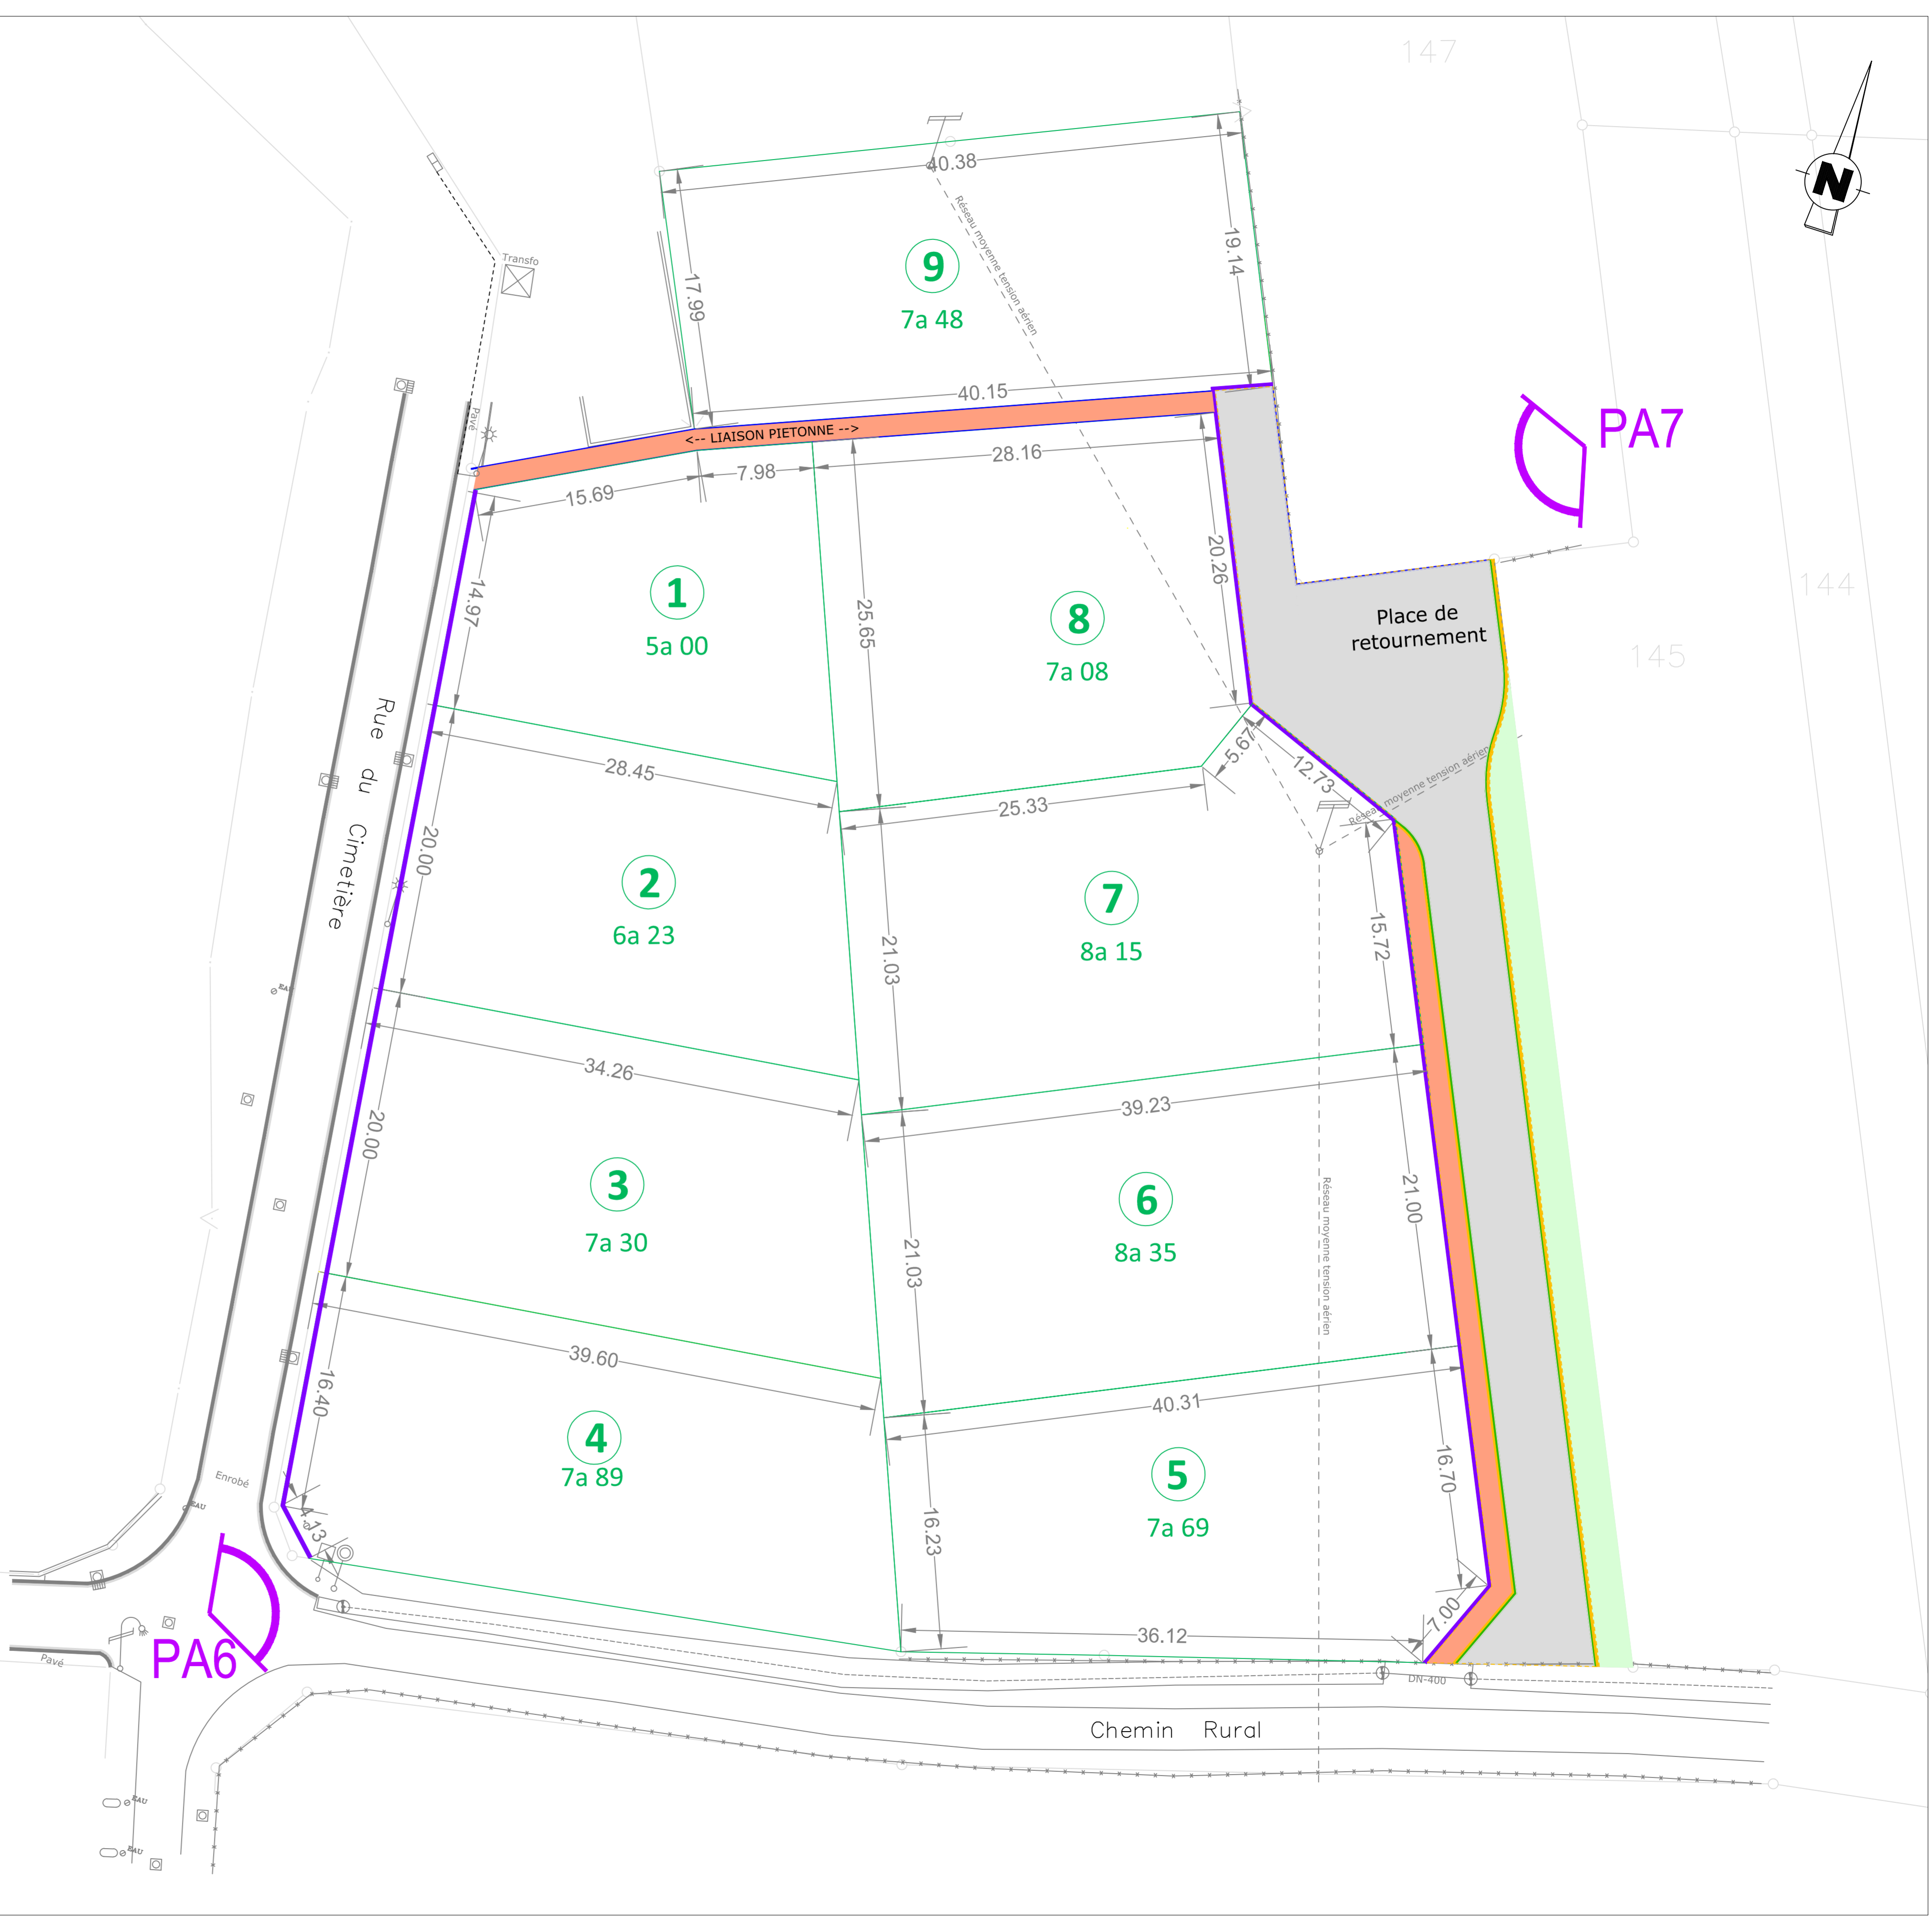 147
N
40.38
Réseau moyenne tension aérien
19.14
Transfo
9
7a 48
17.99
40.15
Pavé
<-- LIAISON PIETONNE -->
PA7
15.69
7.98
28.16
20.26
14.97
1
5a 00
25.65
8
7a 08
Place de
retournement
144
145
Rue du Cimetière
28.45
25.33
5.67
12.73
Réseau moyenne tension aérien
20.00
2
6a 23
7
8a 15
21.03
15.72
EAU
34.26
39.23
20.00
3
7a 30
6
8a 35
21.03
21.00
Réseau moyenne tension aérien
39.60
40.31
16.40
4
7a 89
5
7a 69
16.70
16.23
Enrobé
EAU
4.13
7.00
36.12
PA6
Pavé
DN-400
Chemin Rural
EAU
EAU